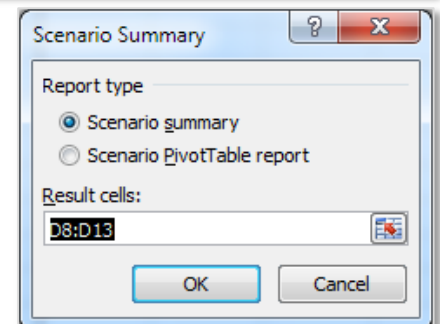 Scenario Summary
Report type
Scenario summary
Scenario PivotTable report
Result cells:
D8:D13
OK Cancel